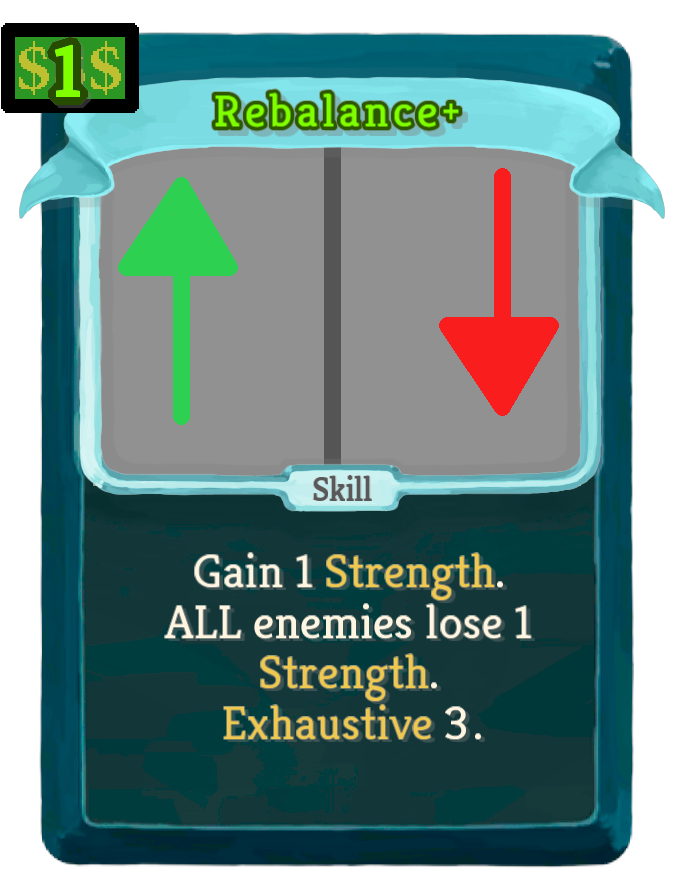 $1$
Rebalance+
Skill
Gain 1 Strength.
ALL enemies lose 1
Strength.
Exhaustive 3.